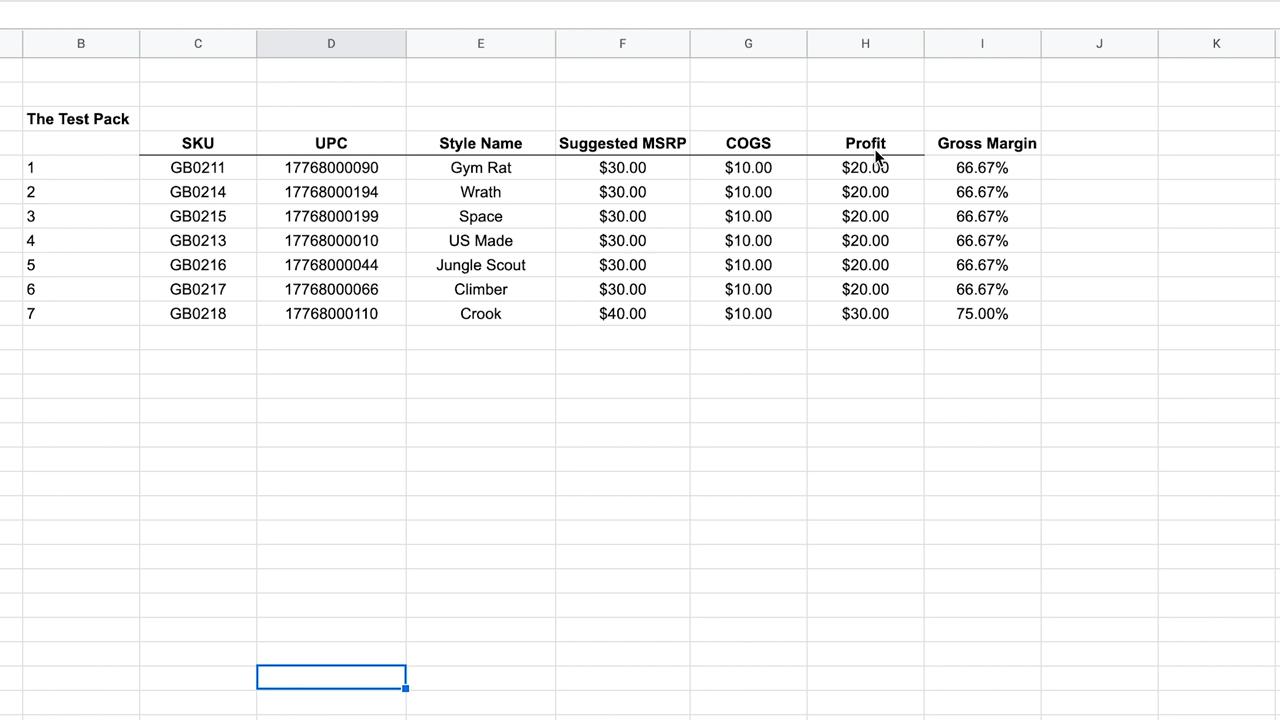 B C D E F G H I J K
The Test Pack
SKU UPC Style Name Suggested MSRP COGS Profit Gross Margin
1 GB0211 17768000090 Gym Rat $30.00 $10.00 $20.00 66.67%
2 GB0214 17768000194 Wrath $30.00 $10.00 $20.00 66.67%
3 GB0215 17768000199 Space $30.00 $10.00 $20.00 66.67%
4 GB0213 17768000010 US Made $30.00 $10.00 $20.00 66.67%
5 GB0216 17768000044 Jungle Scout $30.00 $10.00 $20.00 66.67%
6 GB0217 17768000066 Climber $30.00 $10.00 $20.00 66.67%
7 GB0218 17768000110 Crook $40.00 $10.00 $30.00 75.00%